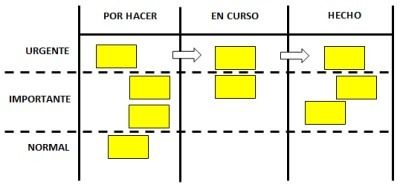 POR HACER
EN CURSO
HECHO
URGENTE
IMPORTANTE
NORMAL